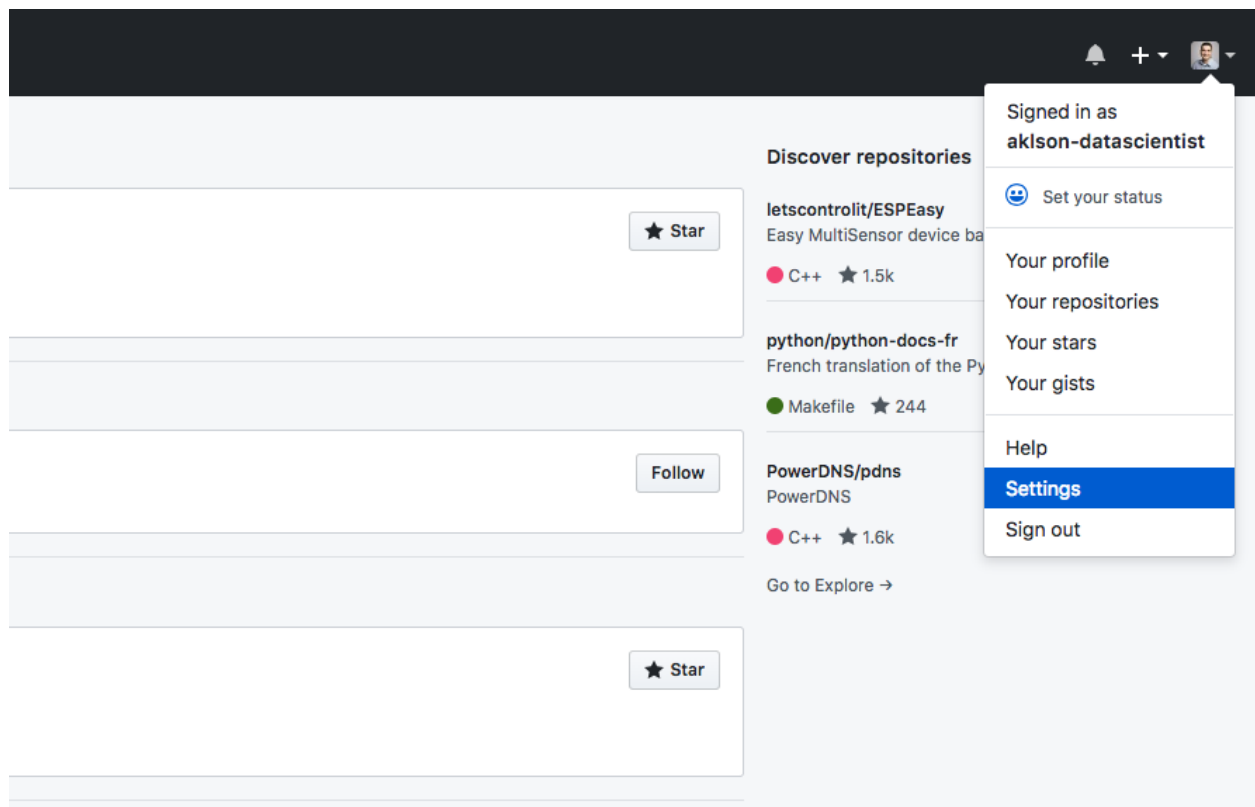 Signed in as
aklson-datascientist
Set your status
Your profile
Your repositories
Your stars
Your gists
Help
Settings
Sign out
Star
Follow
Star
Discover repositories
letscontrolit/ESPEasy
Easy MultiSensor device ba
C++ 1.5k
python/python-docs-fr
French translation of the Py
Makefile 244
PowerDNS/pdns
PowerDNS
C++ 1.6k
Go to Explore →